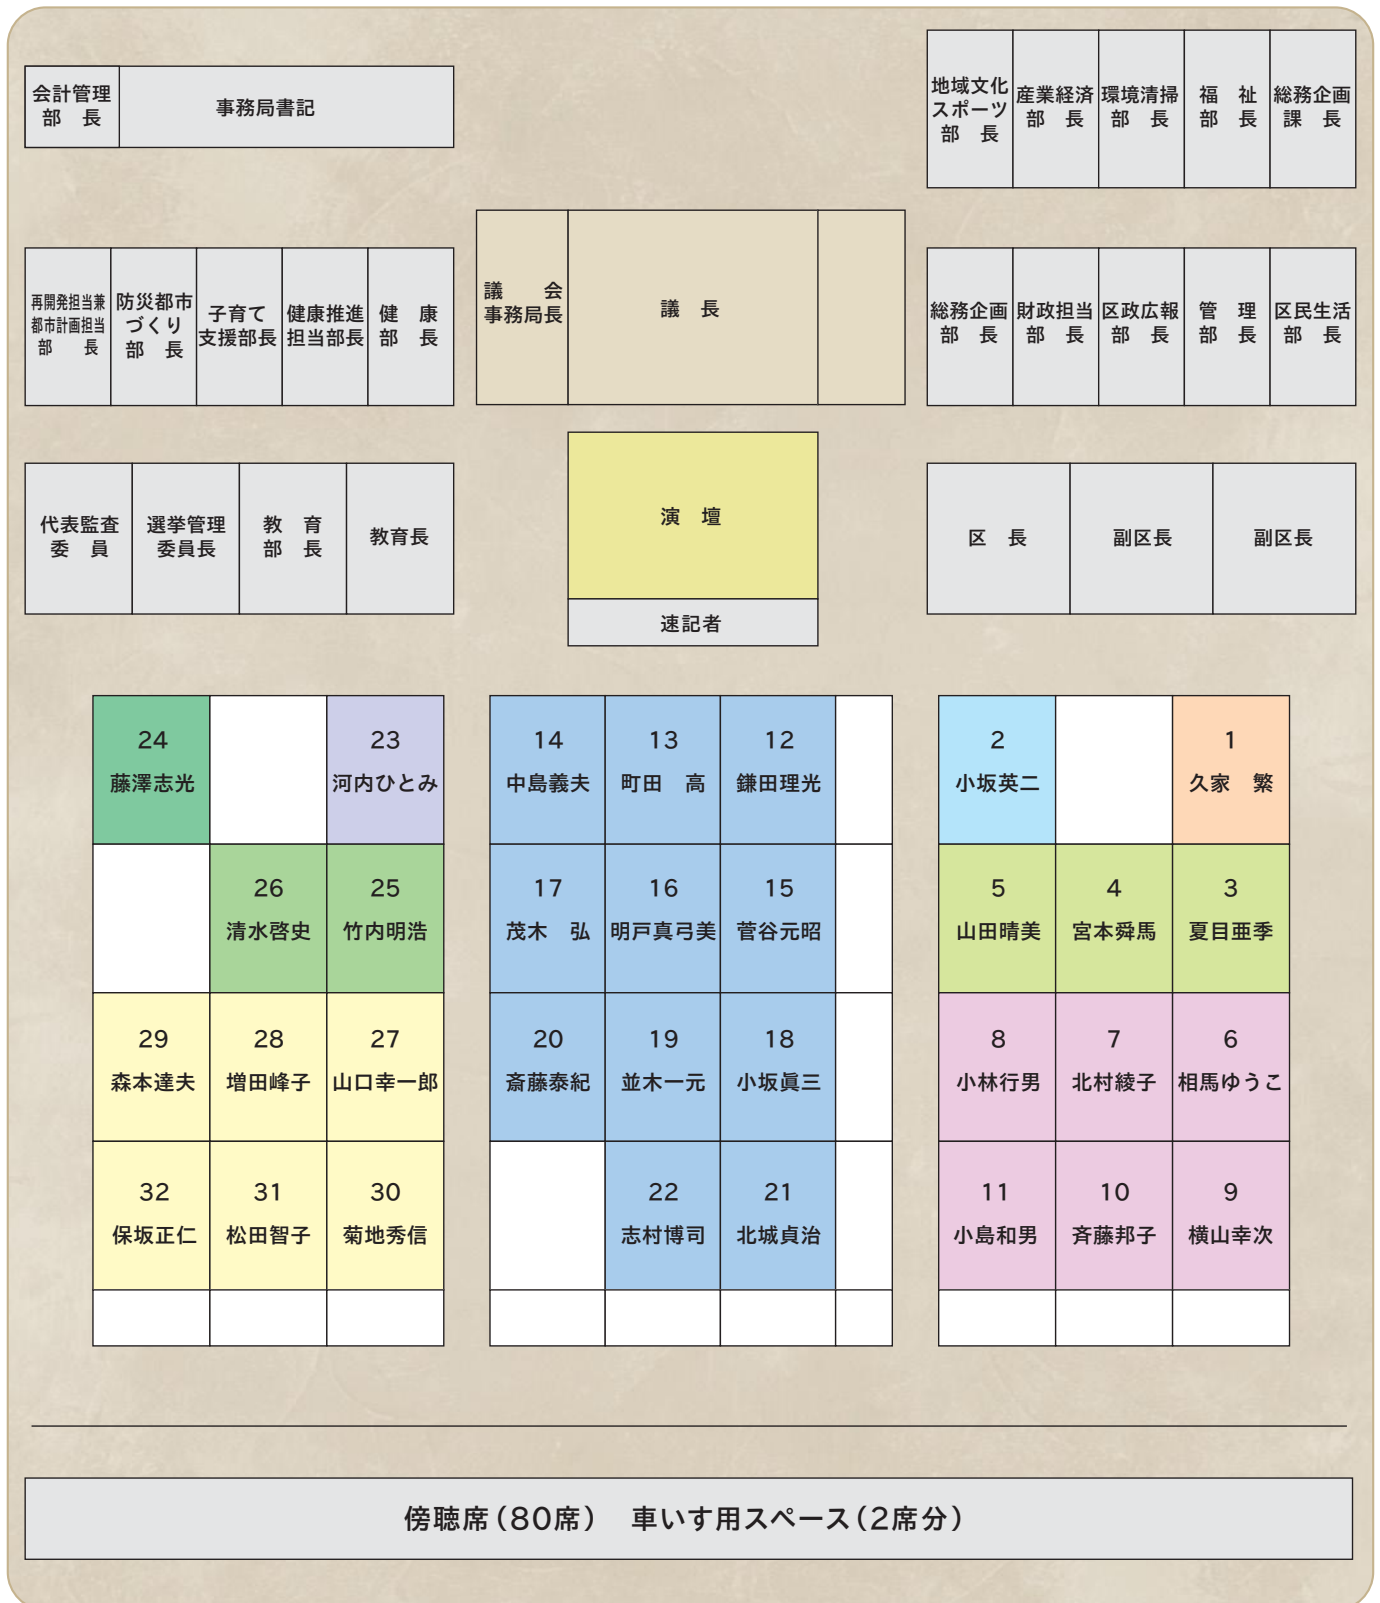 会計管理
部　長
事務局書記
地域文化
スポーツ
部　長
産業経済
部　長
環境清掃
部　長
福　祉
部　長
総務企画
課　長
再開発担当兼
都市計画担当
部　　長
防災都市
づくり
部　長
子育て
支援部長
健康推進
担当部長
健　康
部　長
議　　会
事務局長
議　長
総務企画
部　長
財政担当
部　長
区政広報
部　長
管　理
部　長
区民生活
部　長
代表監査
委　員
選挙管理
委員長
教　育
部　長
教育長
演　壇
速記者
区　長
副区長
副区長
24
藤澤志光
23
河内ひとみ
14
中島義夫
13
町田　高
12
鎌田理光
2
小坂英二
1
久家　繁
26
清水啓史
25
竹内明浩
17
茂木　弘
16
明戸真弓美
15
菅谷元昭
5
山田晴美
4
宮本舜馬
3
夏目亜季
29
森本達夫
28
増田峰子
27
山口幸一郎
20
斎藤泰紀
19
並木一元
18
小坂眞三
8
小林行男
7
北村綾子
6
相馬ゆうこ
32
保坂正仁
31
松田智子
30
菊地秀信
22
志村博司
21
北城貞治
11
小島和男
10
斉藤邦子
9
横山幸次
傍聴席（80席）　車いす用スペース（2席分）